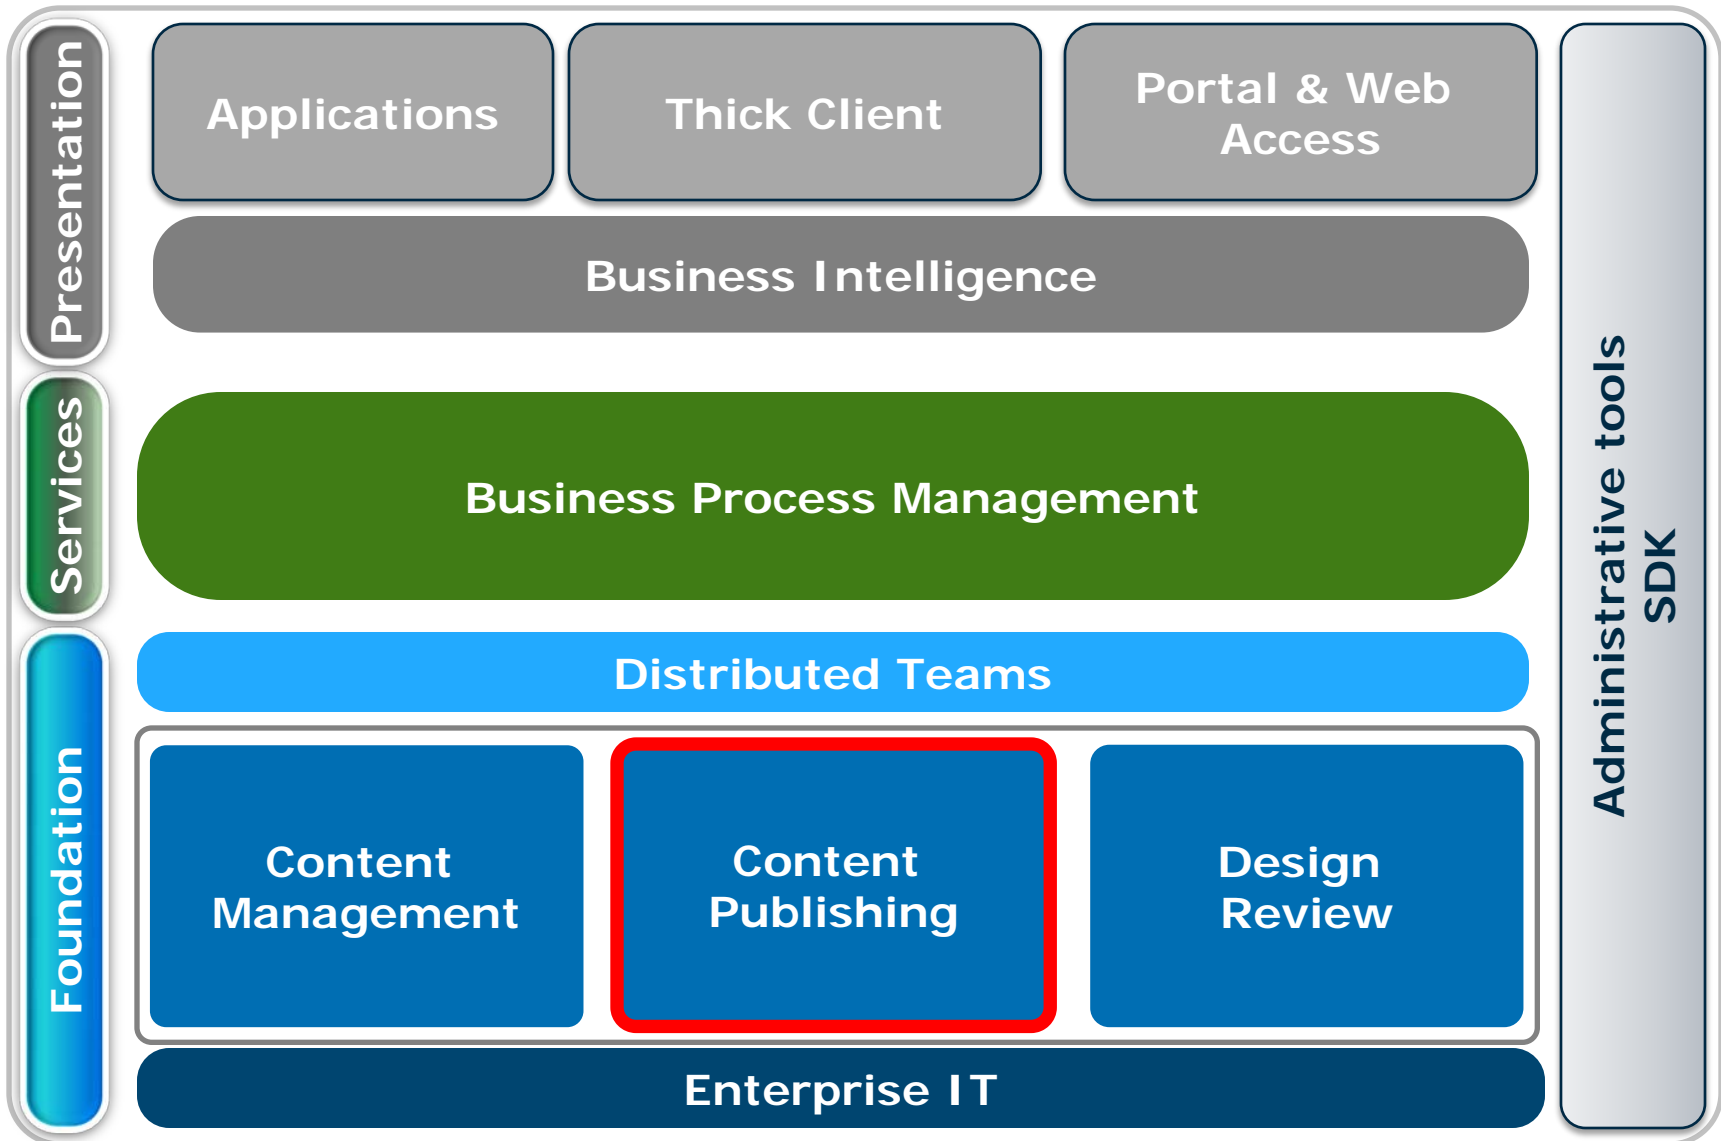 Presentation
Applications
Thick Client
Portal & Web
Access
Business Intelligence
Services
Business Process Management
Foundation
Distributed Teams
Content
Management
Content
Publishing
Design
Review
Enterprise IT
Administrative tools
SDK